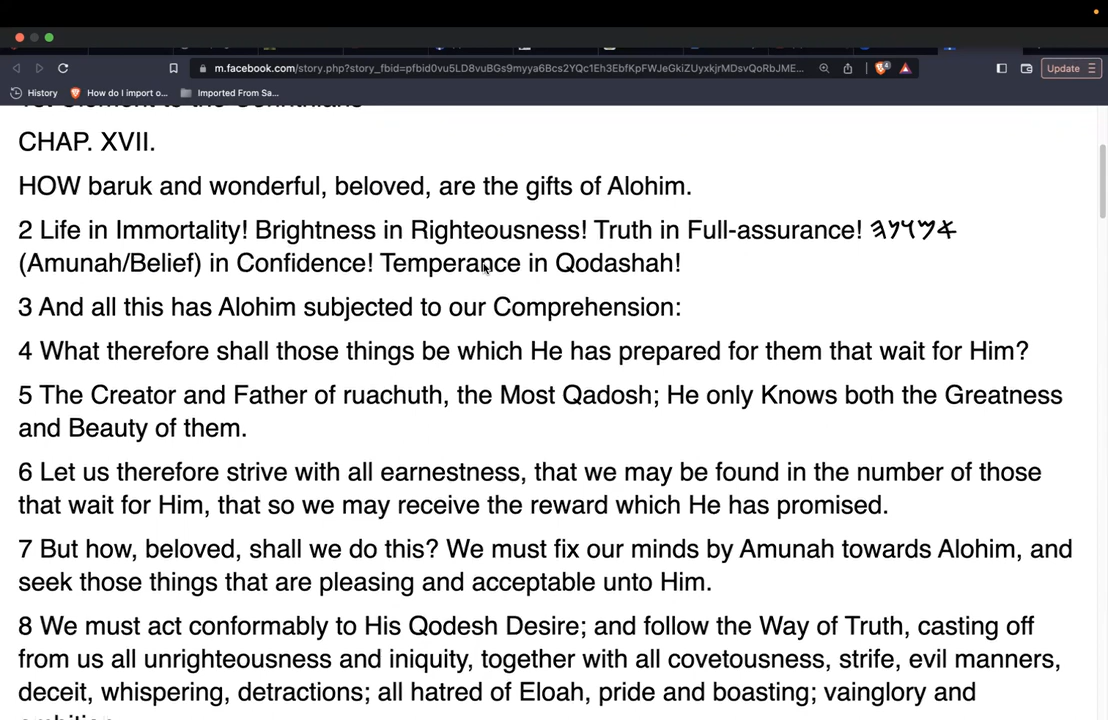 m.facebook.com/story.php?story_fbid=pfbid0vu5LD8vuBGs9myya6Bcs2YQc1Eh3EbfKpFWJeGkiZUyxkjrMDsvQoRbJME...
4
Update
History
How do I import o...
Imported From Sa...
CHAP. XVII.
HOW baruk and wonderful, beloved, are the gifts of Alohim.
2 Life in Immortality! Brightness in Righteousness! Truth in Full-assurance! 𐤀𐤌𐤅𐤍𐤄
(Amunah/Belief) in Confidence! Temperance in Qodashah!
3 And all this has Alohim subjected to our Comprehension:
4 What therefore shall those things be which He has prepared for them that wait for Him?
5 The Creator and Father of ruachuth, the Most Qadosh; He only Knows both the Greatness
and Beauty of them.
6 Let us therefore strive with all earnestness, that we may be found in the number of those
that wait for Him, that so we may receive the reward which He has promised.
7 But how, beloved, shall we do this? We must fix our minds by Amunah towards Alohim, and
seek those things that are pleasing and acceptable unto Him.
8 We must act conformably to His Qodesh Desire; and follow the Way of Truth, casting off
from us all unrighteousness and iniquity, together with all covetousness, strife, evil manners,
deceit, whispering, detractions; all hatred of Eloah, pride and boasting; vainglory and